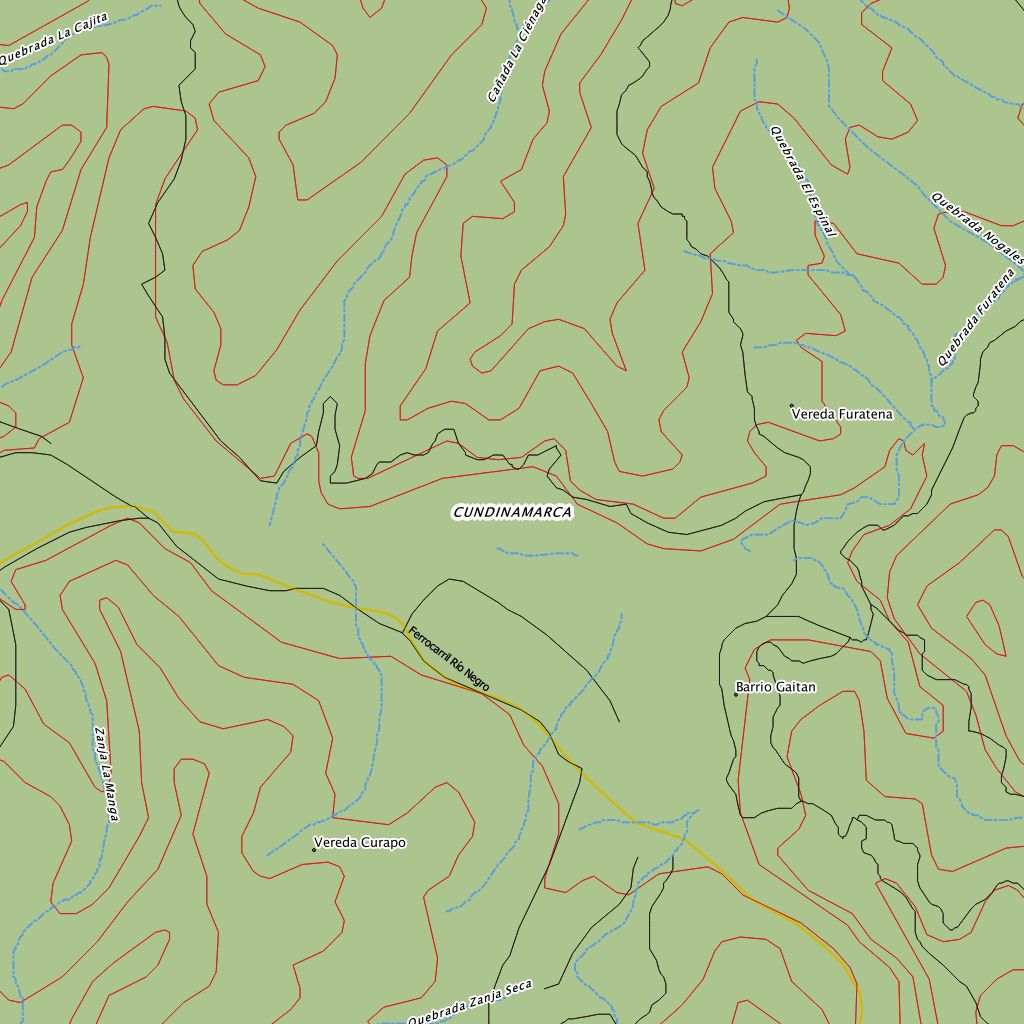 Quebrada La Cajita
Cañada La Ciénaga
Quebrada El Espinal
Quebrada Nogales
Quebrada Furatena
Vereda Furatena
CUNDINAMARCA
Ferrocarril Río Negro
Barrio Gaitan
Zanja La Manga
Vereda Curapo
Quebrada Zanja Seca